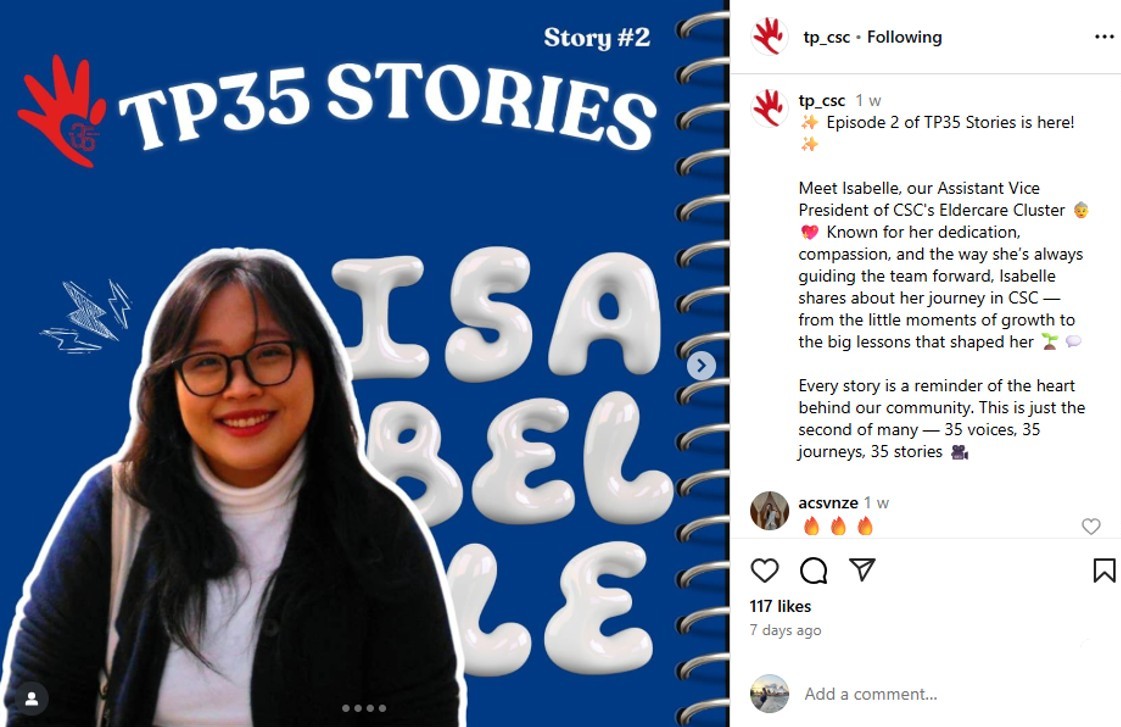 Story #2
TP35 STORIES
35
ISA
BEL
LE
tp_csc • Following
tp_csc 1 w
✨ Episode 2 of TP35 Stories is here!
✨
Meet Isabelle, our Assistant Vice
President of CSC's Eldercare Cluster 👵
💖 Known for her dedication,
compassion, and the way she's always
guiding the team forward, Isabelle
shares about her journey in CSC —
from the little moments of growth to
the big lessons that shaped her 🌱💬
Every story is a reminder of the heart
behind our community. This is just the
second of many — 35 voices, 35
journeys, 35 stories 🎥
acsvnze 1 w
🔥 🔥 🔥
117 likes
7 days ago
Add a comment...